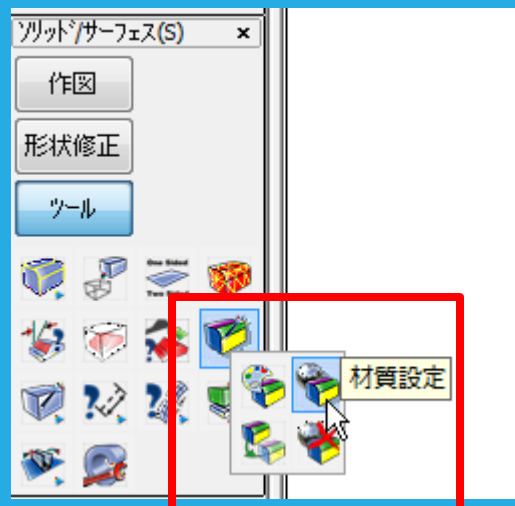 ソリッド/サーフェス(S) ×
作図
形状修正
ツール
One Sided
Two Sided
材質設定